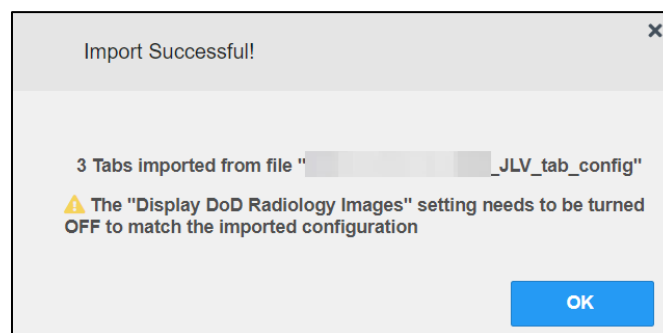 Import Successful!
3 Tabs imported from file "_JLV_tab_config"
The "Display DoD Radiology Images" setting needs to be turned
OFF to match the imported configuration
OK